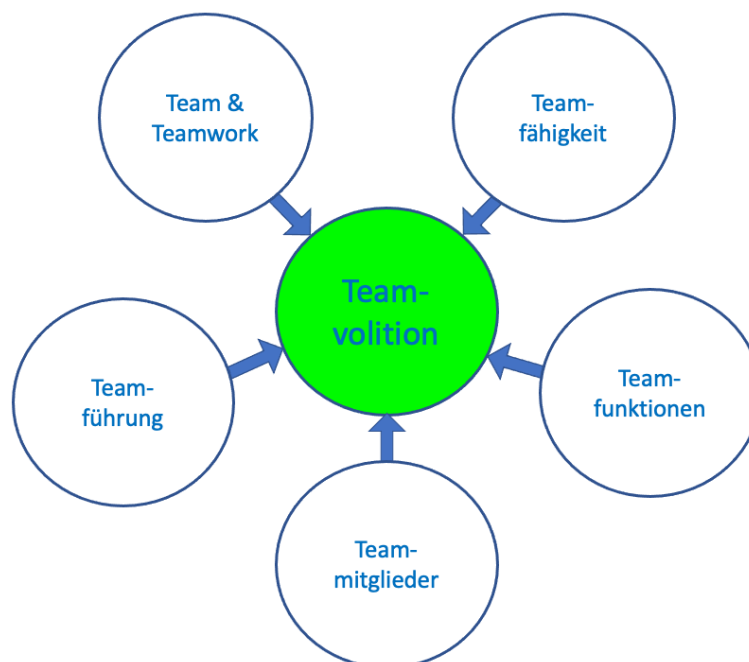 Team &
Teamwork
Team-
fähigkeit
Team-
volition
Team-
führung
Team-
funktionen
Team-
mitglieder